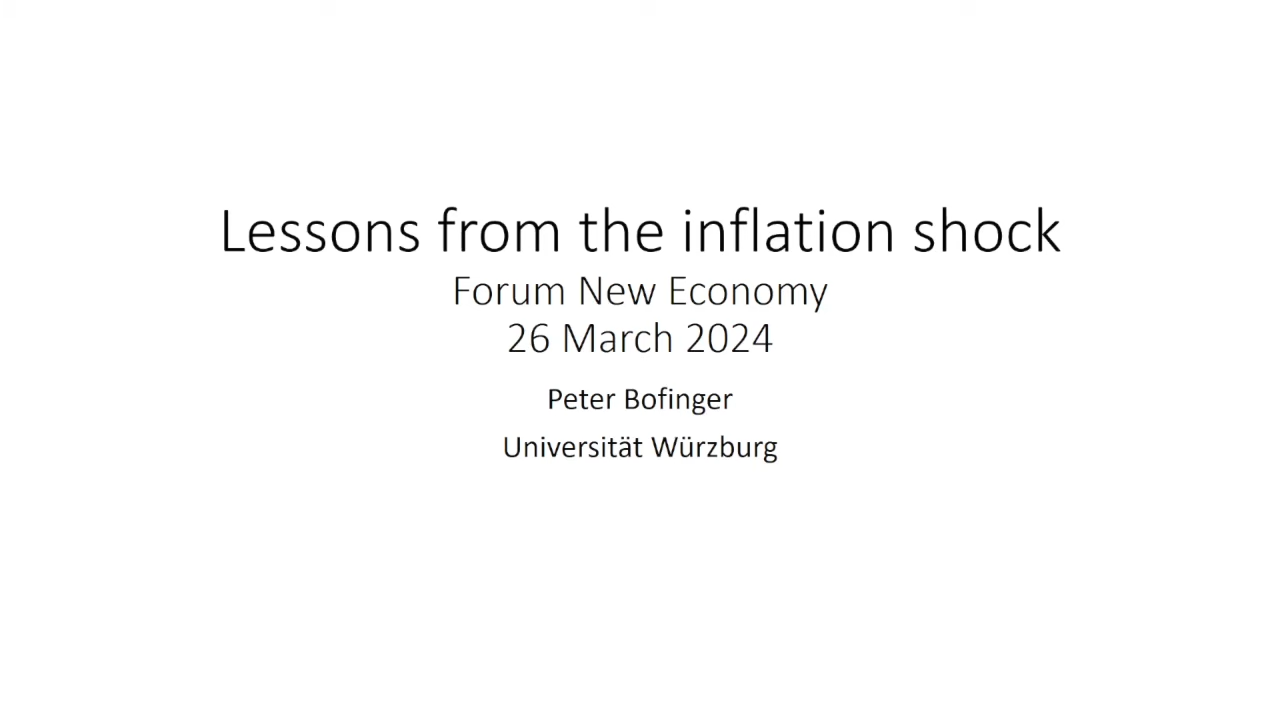 Lessons from the inflation shock
Forum New Economy
26 March 2024
Peter Bofinger
Universität Würzburg